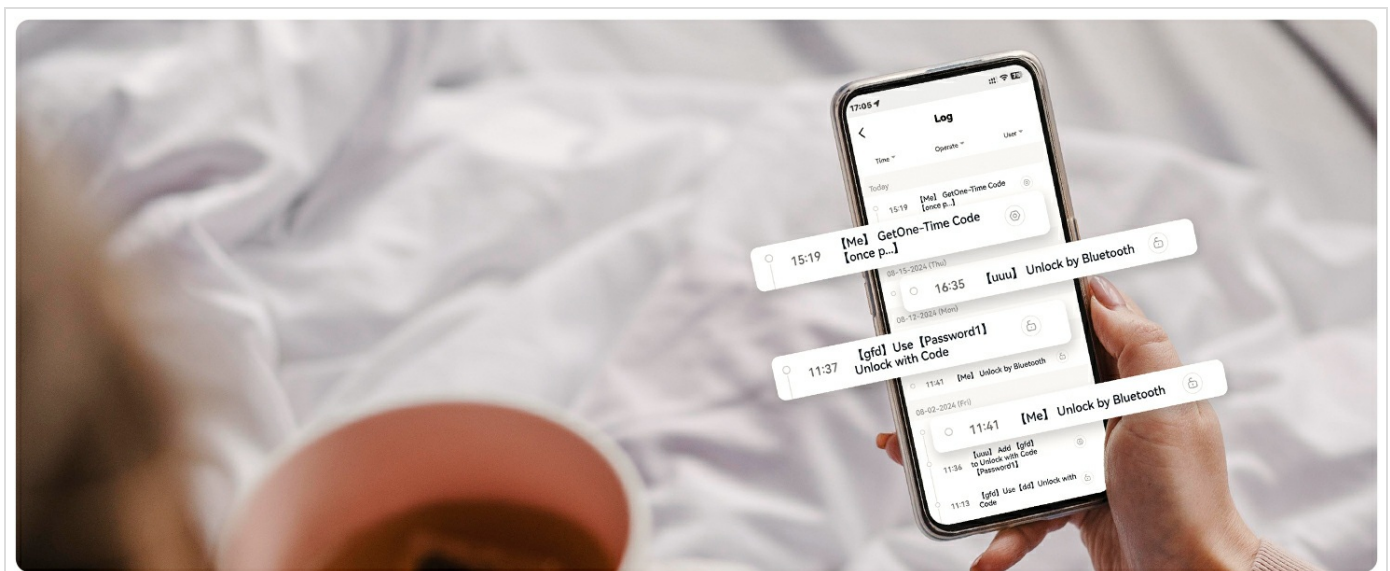 17:05
Log
Time
Operate
User
Today
15:19
【Me】 GetOne-Time Code
【once p...】
15:19
【Me】 GetOne-Time Code
【once p...】
08-15-2024 (Thu)
16:35
【uuu】 Unlock by Bluetooth
08-12-2024 (Mon)
11:37
【gfd】 Use 【Password1】
Unlock with Code
11:41
【Me】 Unlock by Bluetooth
08-02-2024 (Fri)
11:41
【Me】 Unlock by Bluetooth
11:36
【uuu】 Add 【gfd】
to Unlock with Code
【Password1】
11:13
【gfd】 Use 【dd】 Unlock with
Code